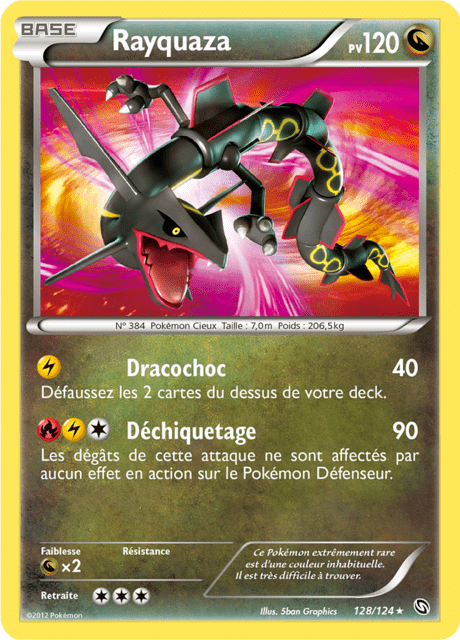 BASE
Rayquaza
PV120
N° 384 Pokémon Cieux Taille : 7,0m Poids : 206,5kg
Dracochoc 40
Défaussez les 2 cartes du dessus de votre deck.
Déchiquetage 90
Les dégâts de cette attaque ne sont affectés par
aucun effet en action sur le Pokémon Défenseur.
Faiblesse Résistance
×2
Ce Pokémon extrêmement rare
est d'une couleur inhabituelle.
Il est très difficile à trouver.
Retraite
©2012 Pokémon
Illus. 5ban Graphics 128/124 ★